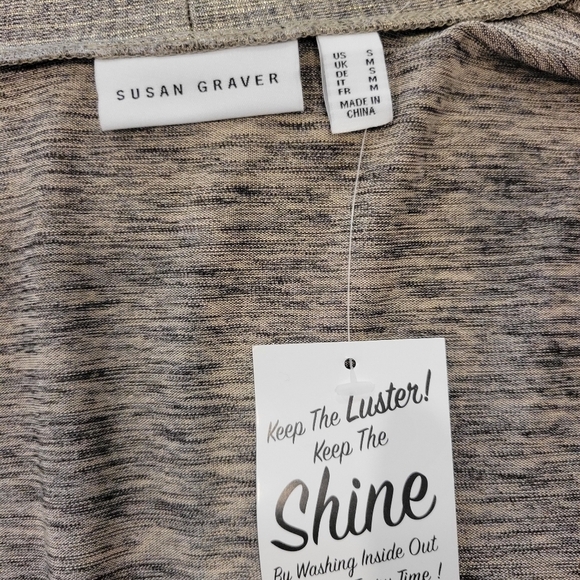 SUSAN GRAVER
US S
UK M
DE S
IT M
FR M
MADE IN
CHINA
Keep The Luster!
Keep The
Shine
By Washing Inside Out
Time!